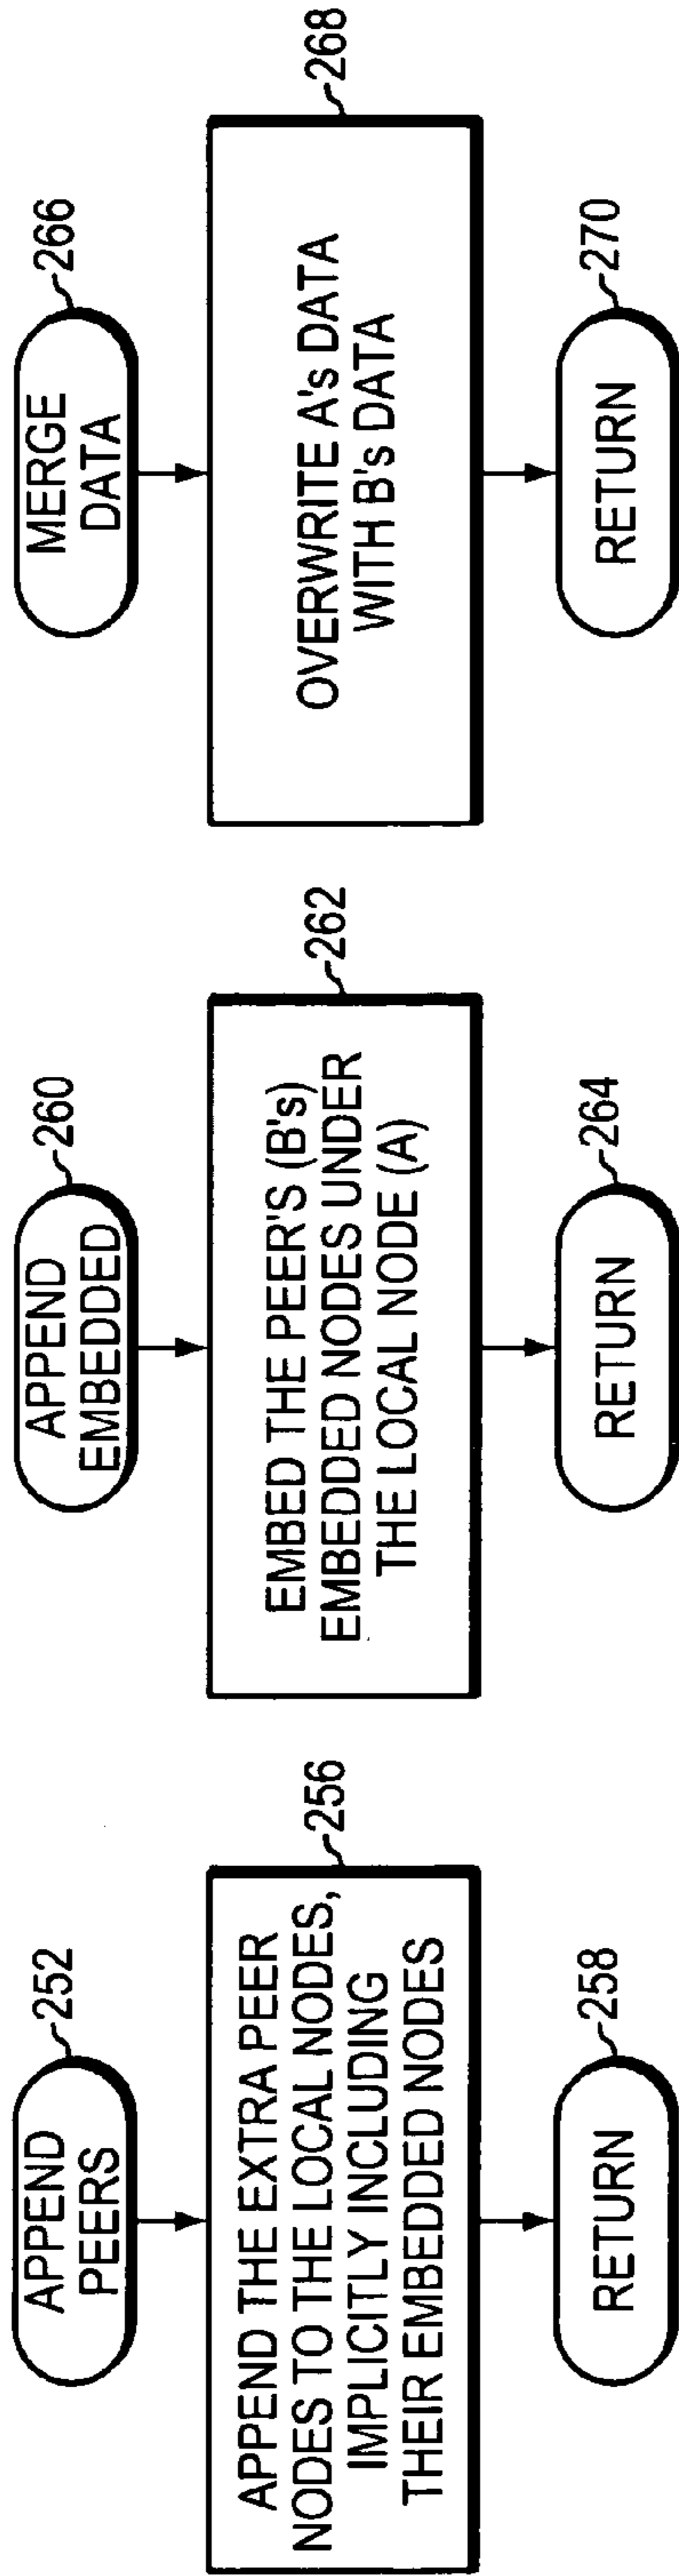 APPEND
PEERS
252
APPEND THE EXTRA PEER
NODES TO THE LOCAL NODES,
IMPLICITLY INCLUDING
THEIR EMBEDDED NODES
256
RETURN
258
APPEND
EMBEDDED
260
EMBED THE PEER'S (B's)
EMBEDDED NODES UNDER
THE LOCAL NODE (A)
262
RETURN
264
MERGE
DATA
266
OVERWRITE A's DATA
WITH B's DATA
268
RETURN
270